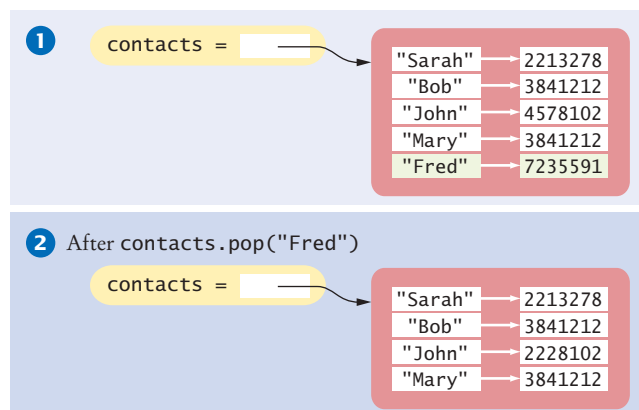 1
contacts =
"Sarah" 2213278
"Bob" 3841212
"John" 4578102
"Mary" 3841212
"Fred" 7235591
2 After contacts.pop("Fred")
contacts =
"Sarah" 2213278
"Bob" 3841212
"John" 2228102
"Mary" 3841212